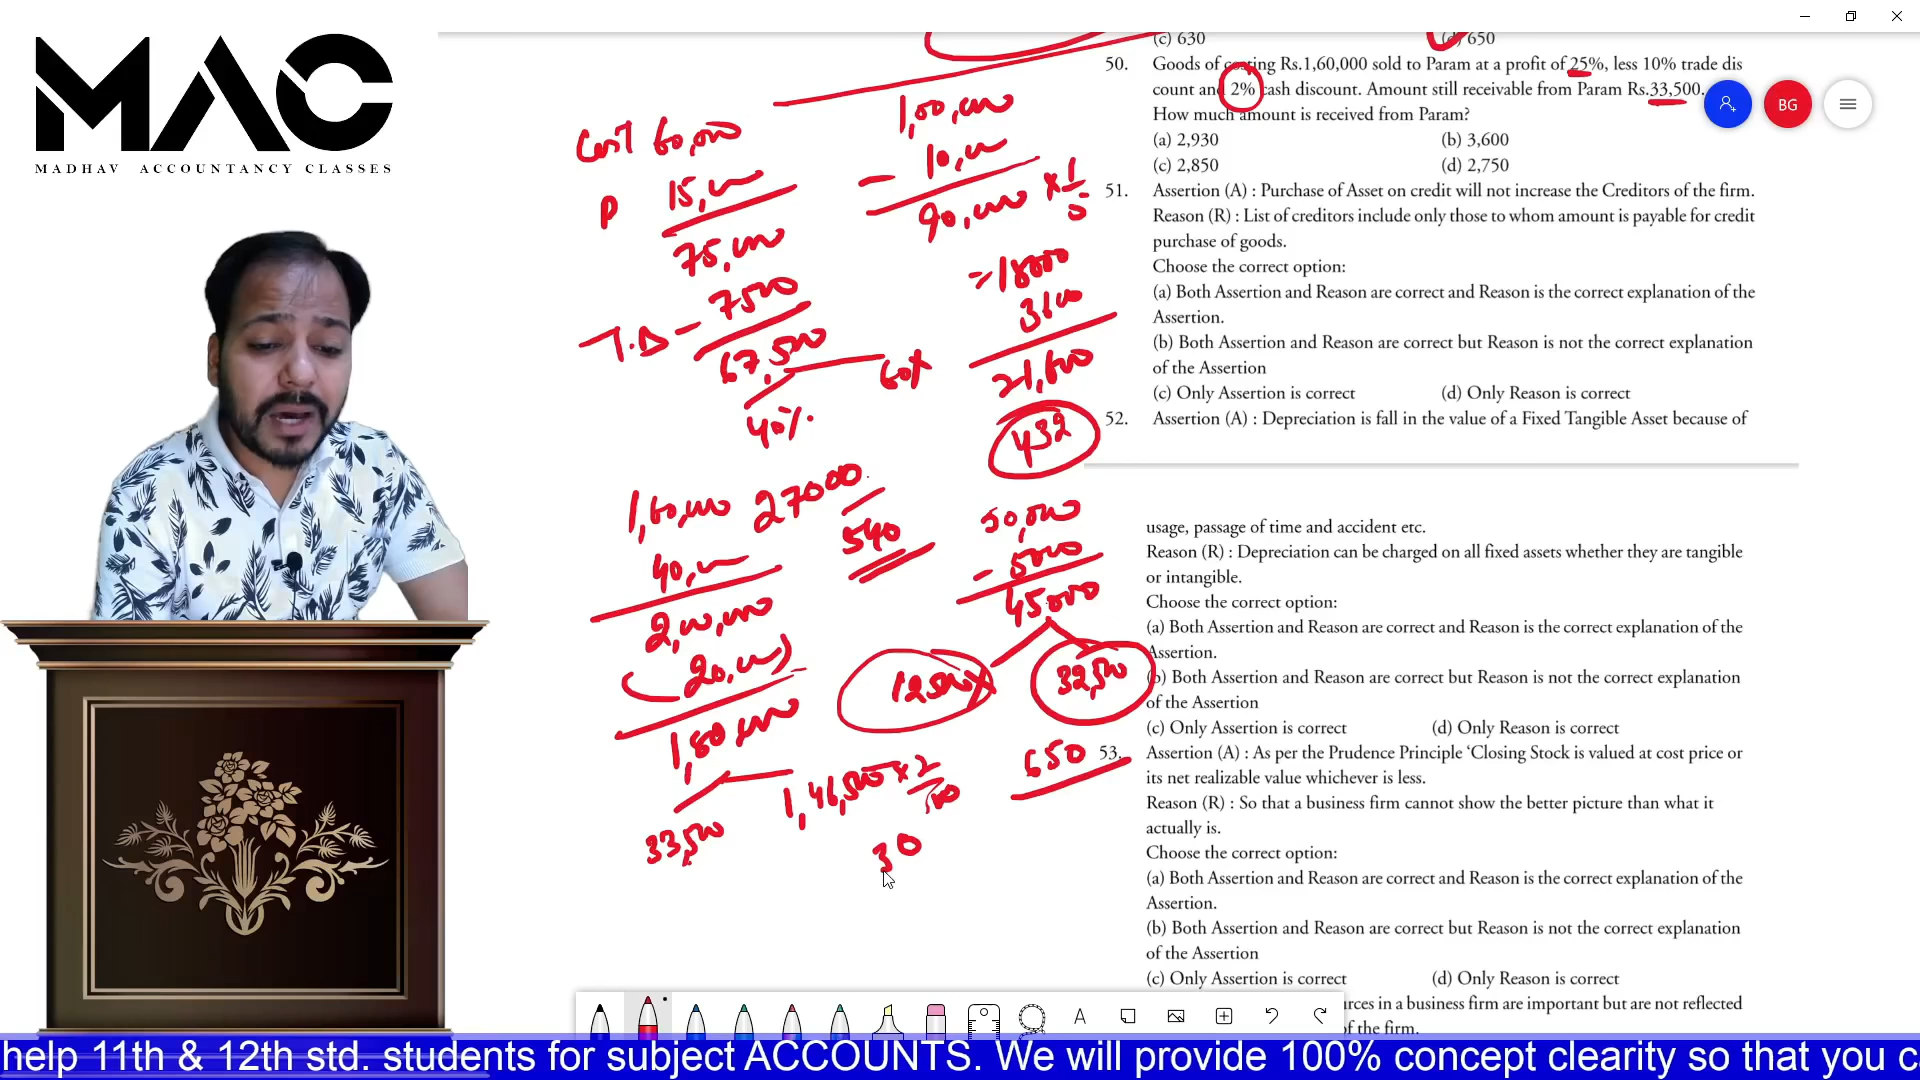 MAC
MADHAV ACCOUNTANCY CLASSES
Cost 60,000
P 15,000
75,000
T.D - 7500
67,500
40%
60%
1,00,000
- 10,000
90,000 × 1/5
= 18000
3600
21,600
432
1,60,000
40,000
2,00,000
(20,000)
1,80,000
33,500
1,46,500 × 2/100
30
27000
540
50,000
- 5000
45000
12500
32,500
650
(c) 630 (d) 650
50. Goods of costing Rs.1,60,000 sold to Param at a profit of 25%, less 10% trade dis
count and 2% cash discount. Amount still receivable from Param Rs.33,500.
How much amount is received from Param?
(a) 2,930 (b) 3,600
(c) 2,850 (d) 2,750
51. Assertion (A) : Purchase of Asset on credit will not increase the Creditors of the firm.
Reason (R) : List of creditors include only those to whom amount is payable for credit
purchase of goods.
Choose the correct option:
(a) Both Assertion and Reason are correct and Reason is the correct explanation of the
Assertion.
(b) Both Assertion and Reason are correct but Reason is not the correct explanation
of the Assertion
(c) Only Assertion is correct (d) Only Reason is correct
52. Assertion (A) : Depreciation is fall in the value of a Fixed Tangible Asset because of
usage, passage of time and accident etc.
Reason (R) : Depreciation can be charged on all fixed assets whether they are tangible
or intangible.
Choose the correct option:
(a) Both Assertion and Reason are correct and Reason is the correct explanation of the
Assertion.
(b) Both Assertion and Reason are correct but Reason is not the correct explanation
of the Assertion
(c) Only Assertion is correct (d) Only Reason is correct
53. Assertion (A) : As per the Prudence Principle ‘Closing Stock is valued at cost price or
its net realizable value whichever is less.
Reason (R) : So that a business firm cannot show the better picture than what it
actually is.
Choose the correct option:
(a) Both Assertion and Reason are correct and Reason is the correct explanation of the
Assertion.
(b) Both Assertion and Reason are correct but Reason is not the correct explanation
of the Assertion
(c) Only Assertion is correct (d) Only Reason is correct
in a business firm are important but are not reflected
of the firm.
BG
A
help 11th & 12th std. students for subject ACCOUNTS. We will provide 100% concept clearity so that you c